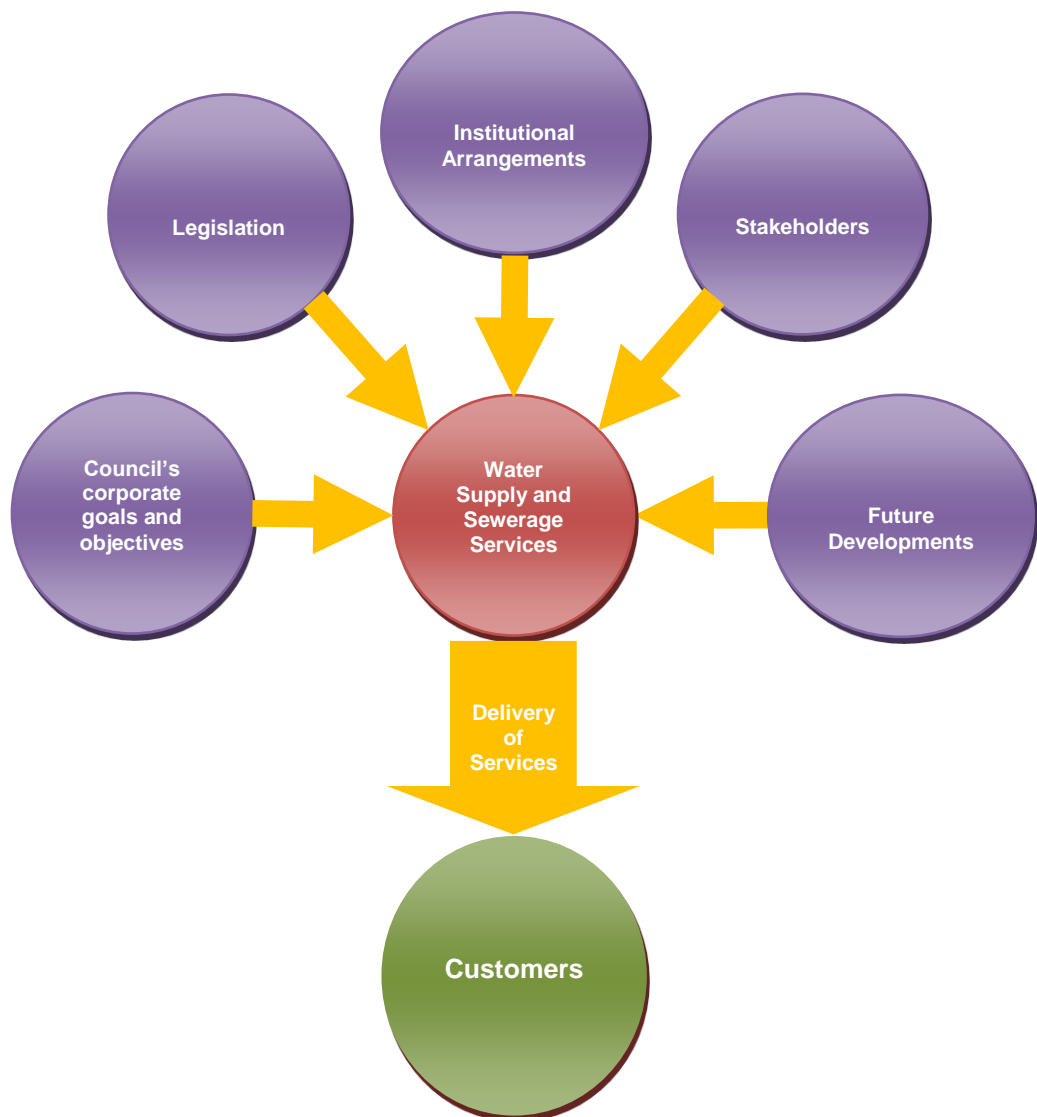 Institutional
Arrangements
Legislation
Stakeholders
Council’s
corporate
goals and
objectives
Water
Supply and
Sewerage
Services
Future
Developments
Delivery
of
Services
Customers